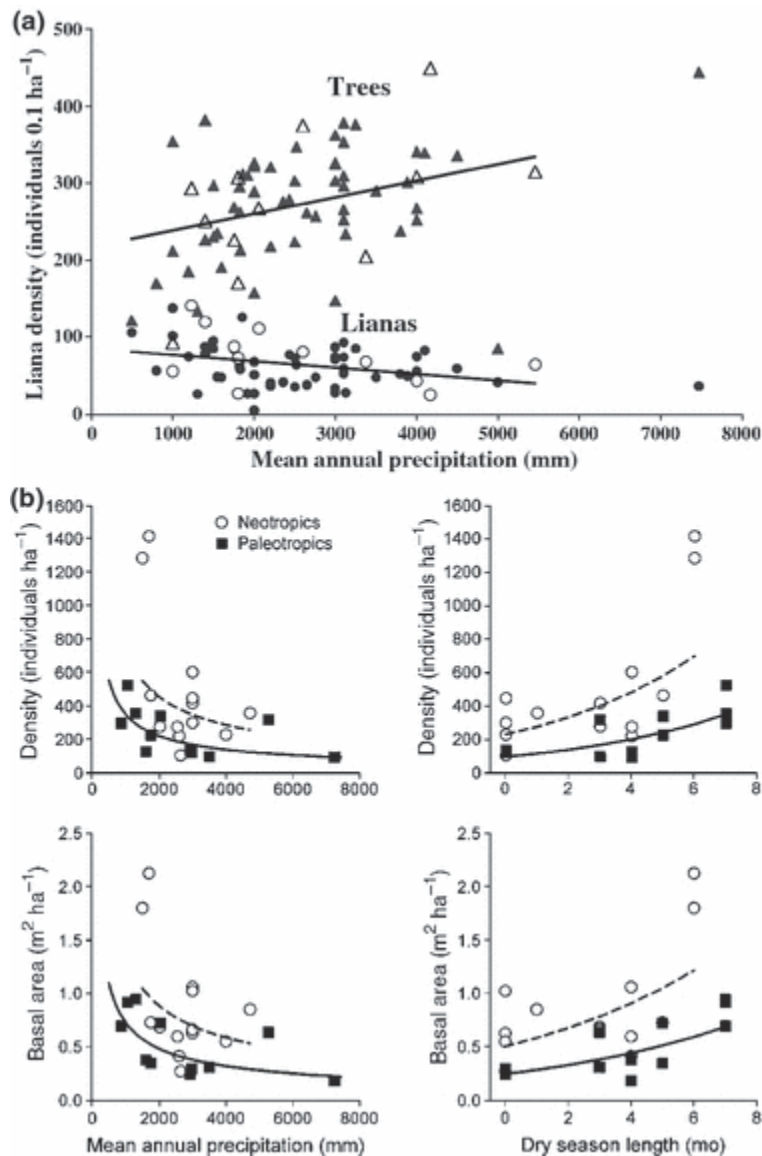 (a)
500
400
300
200
100
0
Liana density (individuals 0.1 ha⁻¹)
Trees
Lianas
0 1000 2000 3000 4000 5000 6000 7000 8000
Mean annual precipitation (mm)
(b)
1600
1400
1200
1000
800
600
400
200
0
Density (individuals ha⁻¹)
Neotropics
Paleotropics
0 2000 4000 6000 8000
1600
1400
1200
1000
800
600
400
200
0
Density (individuals ha⁻¹)
0 2 4 6 8
2.5
2.0
1.5
1.0
0.5
0.0
Basal area (m² ha⁻¹)
0 2000 4000 6000 8000
Mean annual precipitation (mm)
2.5
2.0
1.5
1.0
0.5
0.0
Basal area (m² ha⁻¹)
0 2 4 6 8
Dry season length (mo)